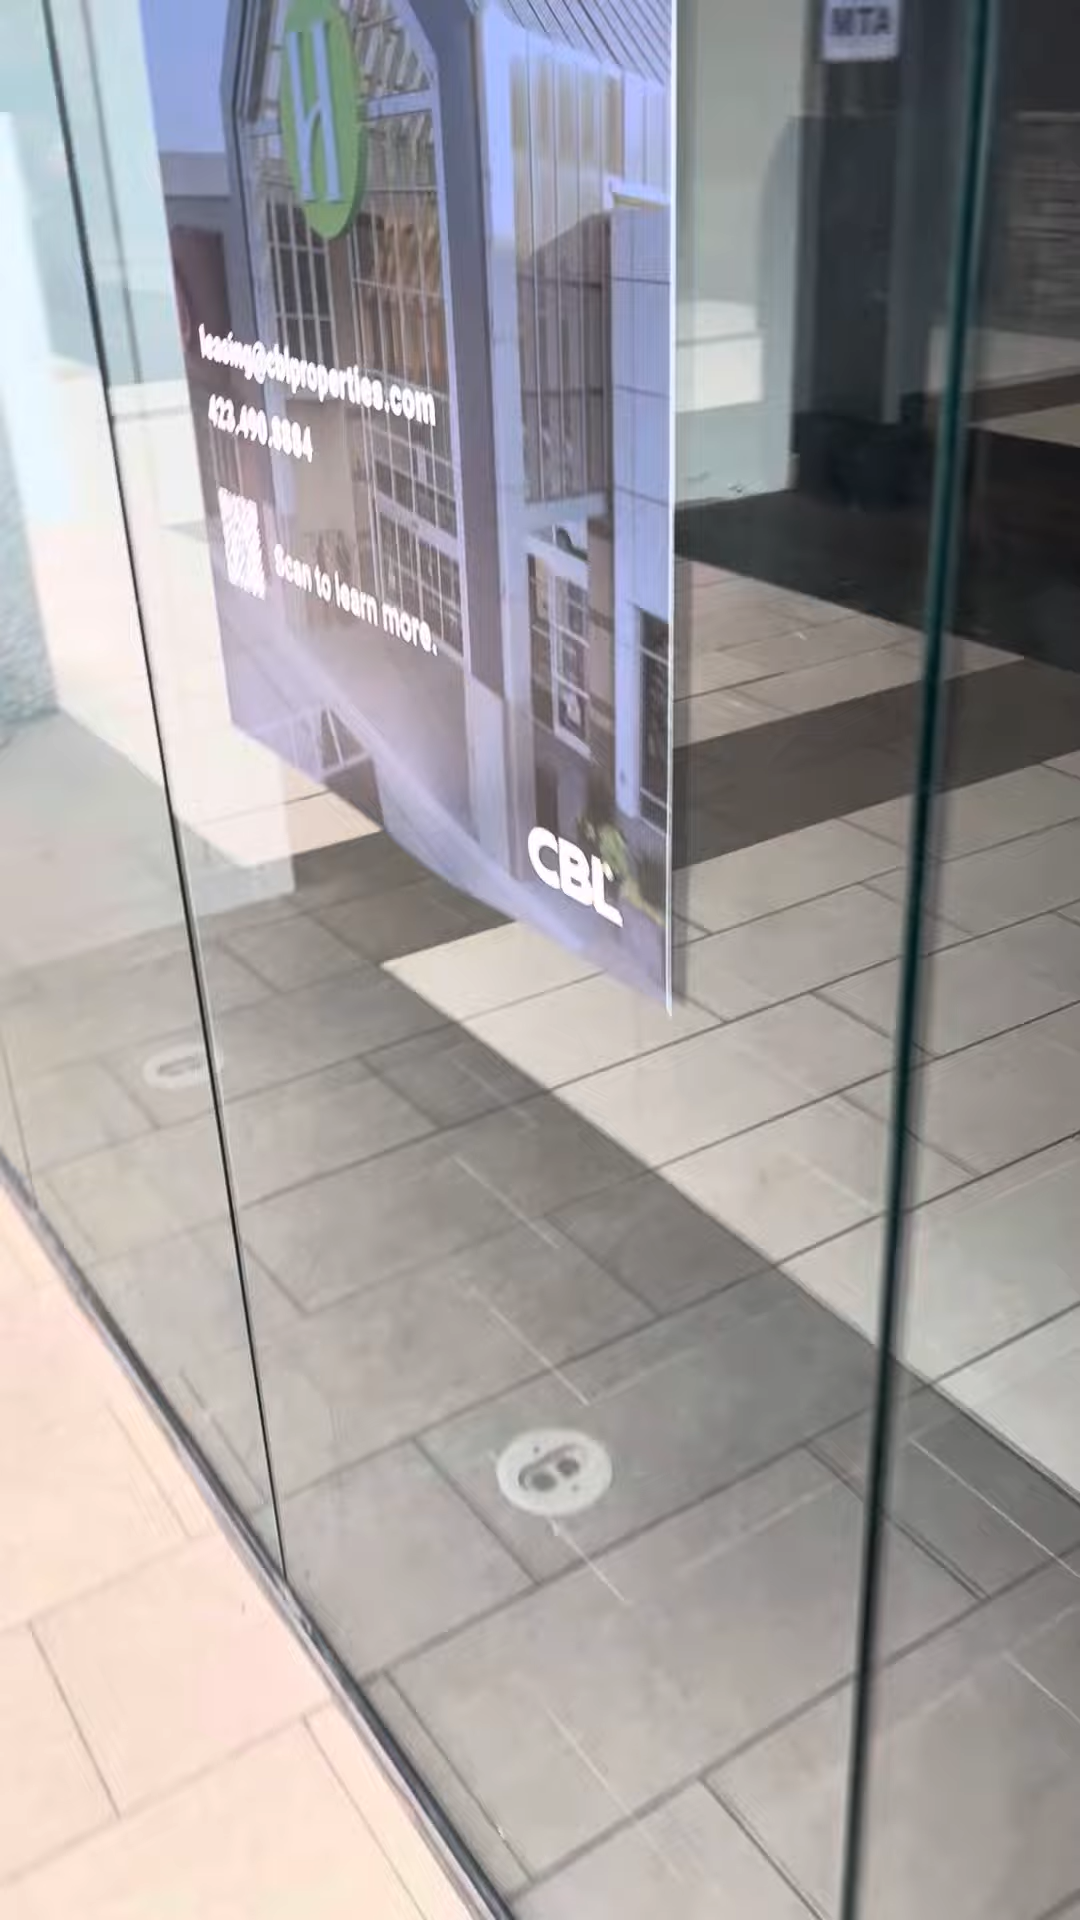 MTA
H
leasing@cblproperties.com
423.490.8884
Scan to learn more.
CBL